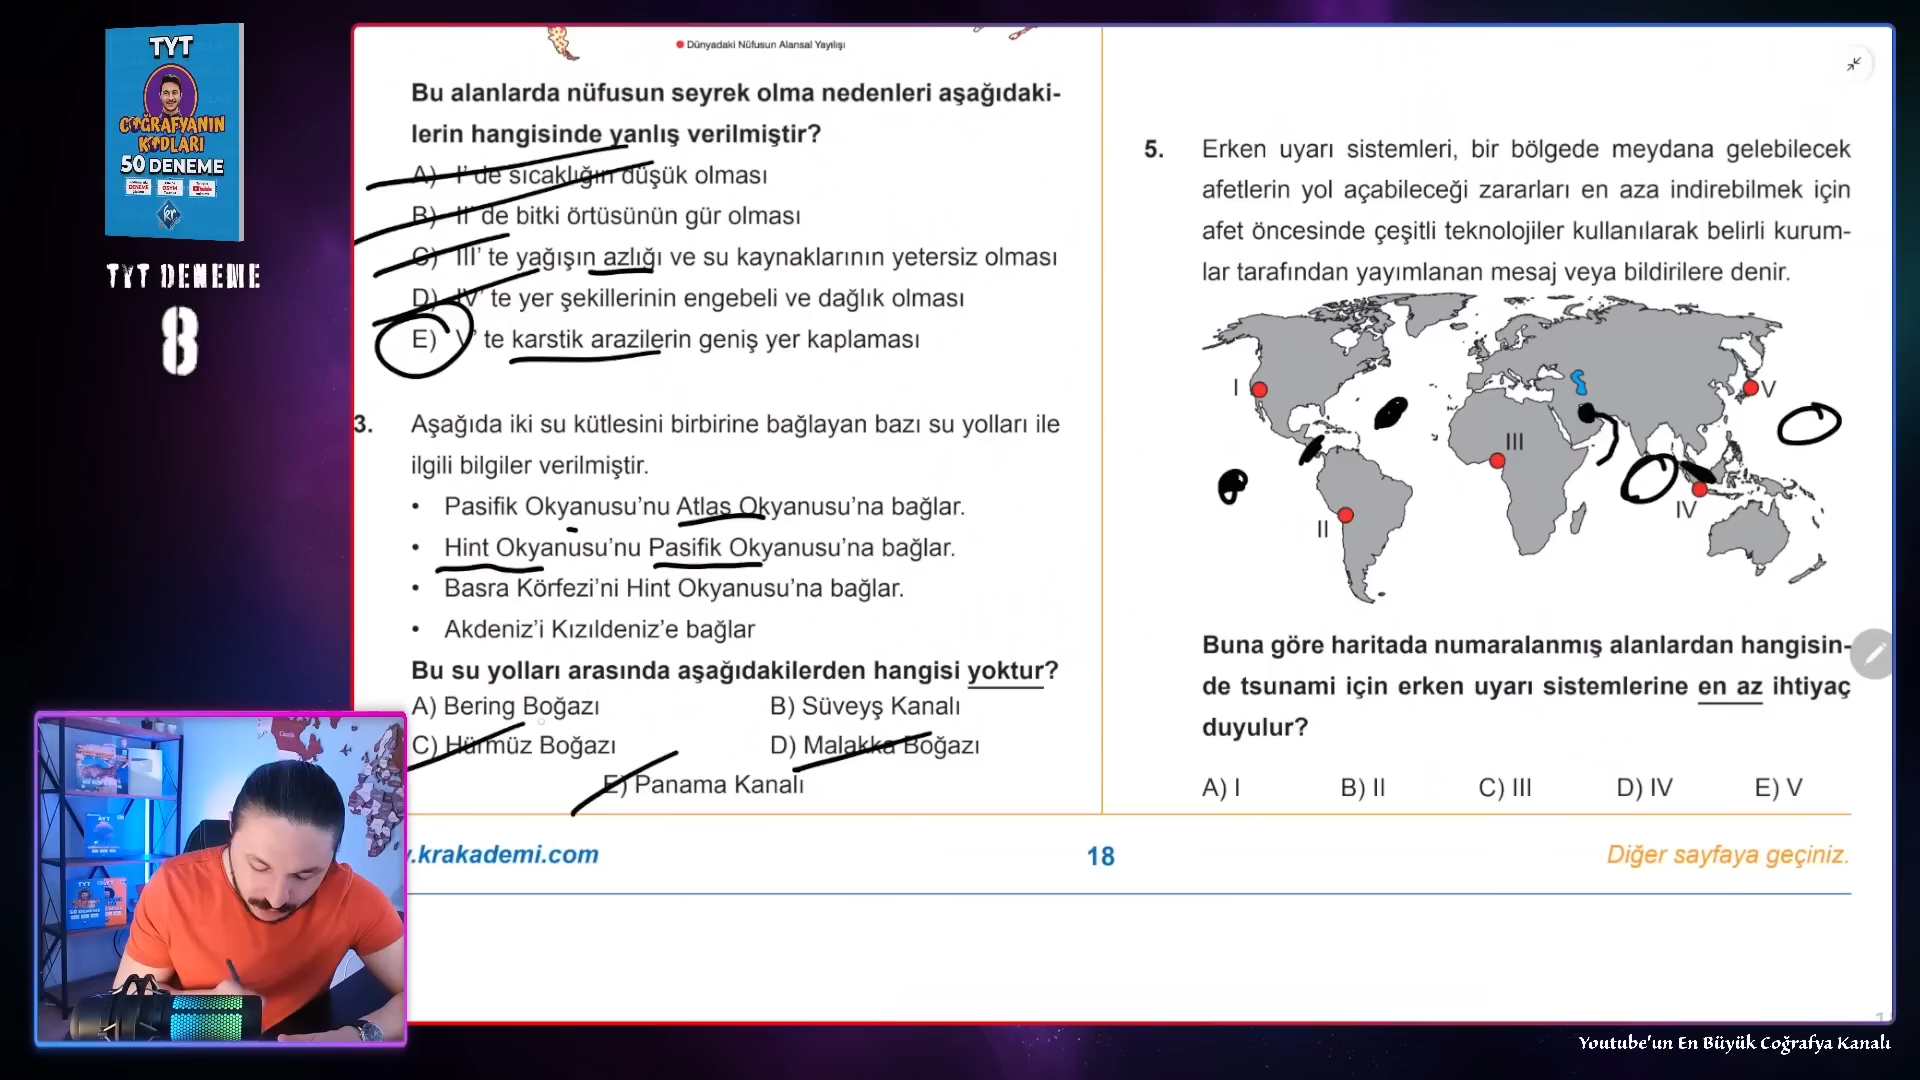 TYT
COĞRAFYANIN
KODLARI
50 DENEME
TYT DENEME
8
Dünyadaki Nüfusun Alansal Yayılışı
Bu alanlarda nüfusun seyrek olma nedenleri aşağıdaki-
lerin hangisinde yanlış verilmiştir?
A) I' de sıcaklığın düşük olması
B) II' de bitki örtüsünün gür olması
C) III' te yağışın azlığı ve su kaynaklarının yetersiz olması
D) IV' te yer şekillerinin engebeli ve dağlık olması
E) V' te karstik arazilerin geniş yer kaplaması
3. Aşağıda iki su kütlesini birbirine bağlayan bazı su yolları ile
ilgili bilgiler verilmiştir.
• Pasifik Okyanusu'nu Atlas Okyanusu'na bağlar.
• Hint Okyanusu'nu Pasifik Okyanusu'na bağlar.
• Basra Körfezi'ni Hint Okyanusu'na bağlar.
• Akdeniz'i Kızıldeniz'e bağlar
Bu su yolları arasında aşağıdakilerden hangisi yoktur?
A) Bering Boğazı B) Süveyş Kanalı
C) Hürmüz Boğazı D) Malakka Boğazı
E) Panama Kanalı
5. Erken uyarı sistemleri, bir bölgede meydana gelebilecek
afetlerin yol açabileceği zararları en aza indirebilmek için
afet öncesinde çeşitli teknolojiler kullanılarak belirli kurum-
lar tarafından yayımlanan mesaj veya bildirilere denir.
I
V
III
IV
II
Buna göre haritada numaralanmış alanlardan hangisin-
de tsunami için erken uyarı sistemlerine en az ihtiyaç
duyulur?
A) I B) II C) III D) IV E) V
.krakademi.com
18
Diğer sayfaya geçiniz.
Youtube'un En Büyük Coğrafya Kanalı